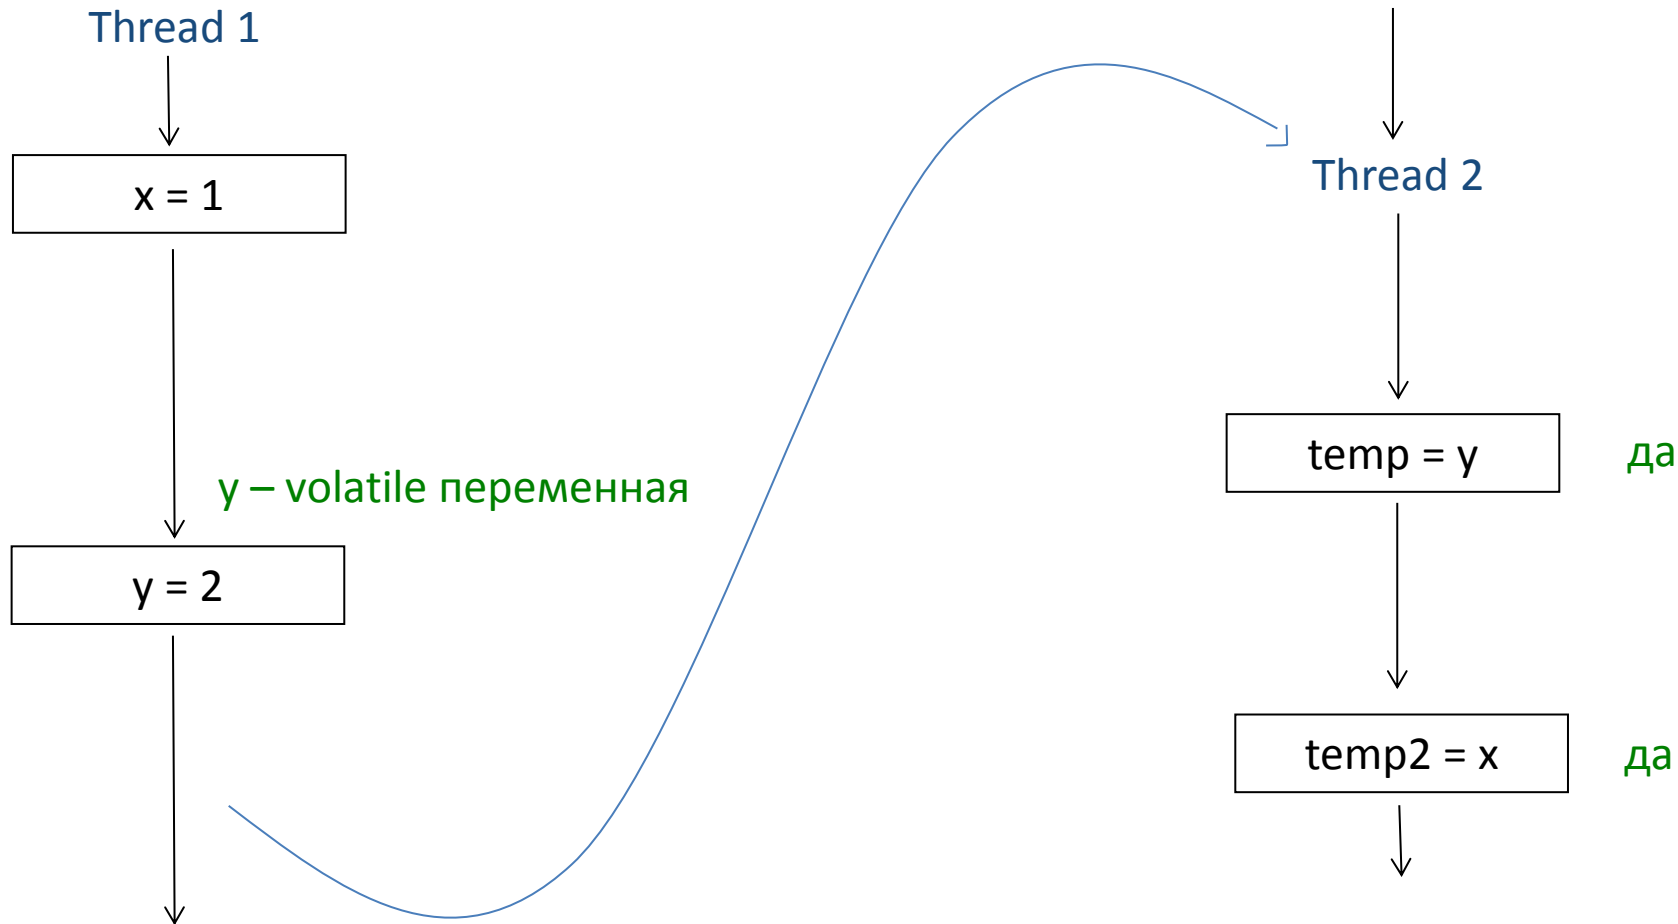 Thread 1
x = 1
y – volatile переменная
y = 2
Thread 2
temp = y
да
temp2 = x
да